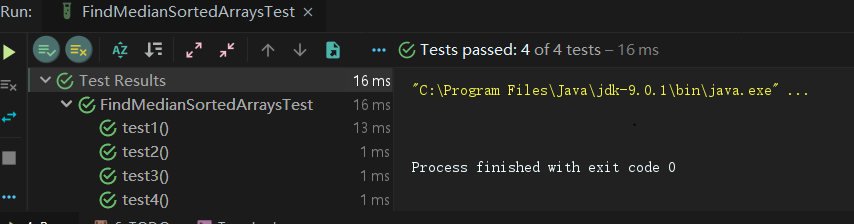 Run: FindMedianSortedArraysTest ×
Tests passed: 4 of 4 tests – 16 ms
Test Results 16 ms
FindMedianSortedArraysTest 16 ms
test1() 13 ms
test2() 1 ms
test3() 1 ms
test4() 1 ms
"C:\Program Files\Java\jdk-9.0.1\bin\java.exe" ...
Process finished with exit code 0